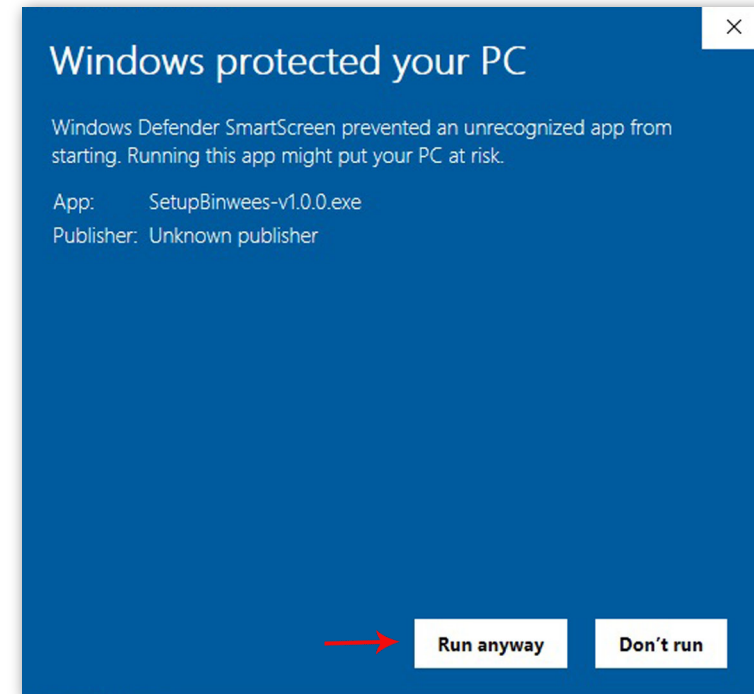 Windows protected your PC
Windows Defender SmartScreen prevented an unrecognized app from
starting. Running this app might put your PC at risk.
App: SetupBinwees-v1.0.0.exe
Publisher: Unknown publisher
Run anyway Don't run